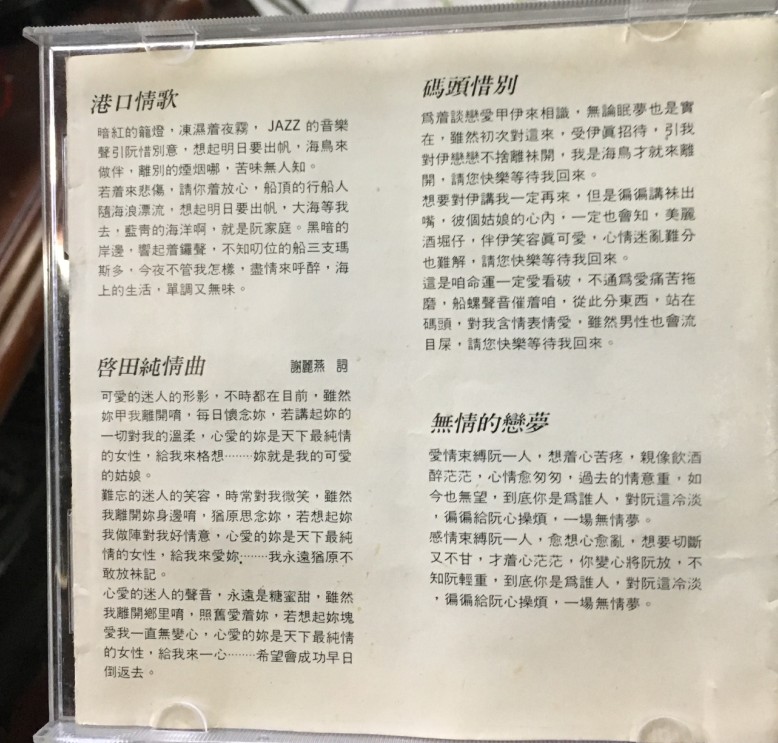 港口情歌
暗紅的籠燈，凍濕着夜霧， JAZZ 的音樂
聲引阮惜別意，想起明日要出帆，海鳥來
做伴，離別的煙烟哪，苦味無人知。
若着來悲傷，請你着放心，船頂的行船人
隨海浪漂流，想起明日要出帆，大海等我
去，藍靑的海洋啊，就是阮家庭。黑暗的
岸邊，響起着鑼聲，不知叨位的船三支瑪
斯多，今夜不管我怎樣，盡情來呼醉，海
上的生活，單調又無味。
啓田純情曲 謝麗燕 詞
可愛的迷人的形影，不時都在目前，雖然
妳甲我離開唷，每日懷念妳，若講起妳的
一切對我的溫柔，心愛的妳是天下最純情
的女性，給我來格想………妳就是我的可愛
的姑娘。
難忘的迷人的笑容，時常對我微笑，雖然
我離開妳身邊唷，猶原思念妳，若想起妳
我做陣對我好情意，心愛的妳是天下最純
情的女性，給我來愛妳………我永遠猶原不
敢放袜記。
心愛的迷人的聲音，永遠是糖蜜甜，雖然
我離開鄉里唷，照舊愛着妳，若想起妳塊
愛我一直無變心，心愛的妳是天下最純情
的女性，給我來一心………希望會成功早日
倒返去。
碼頭惜別
爲着談戀愛甲伊來相識，無論眠夢也是實
在，雖然初次對這來，受伊眞招待，引我
對伊戀戀不捨離袜開，我是海鳥才就來離
開，請您快樂等待我回來。
想要對伊講我一定再來，但是徧徧講袜出
嘴，彼個姑娘的心內，一定也會知，美麗
酒堀仔，伴伊笑容眞可愛，心情迷亂難分
也難解，請您快樂等待我回來。
這是咱命運一定愛看破，不通爲愛痛苦拖
磨，船螺聲音催着咱，從此分東西，站在
碼頭，對我含情表情愛，雖然男性也會流
目屎，請您快樂等待我回來。
無情的戀夢
愛情束縛阮一人，想着心苦疼，親像飲酒
醉茫茫，心情愈匆匆，過去的情意重，如
今也無望，到底你是爲誰人，對阮這冷淡
，徧徧給阮心操煩，一場無情夢。
感情束縛阮一人，愈想心愈亂，想要切斷
又不甘，才着心茫茫，你變心將阮放，不
知阮輕重，到底你是爲誰人，對阮這冷淡
，徧徧給阮心操煩，一場無情夢。